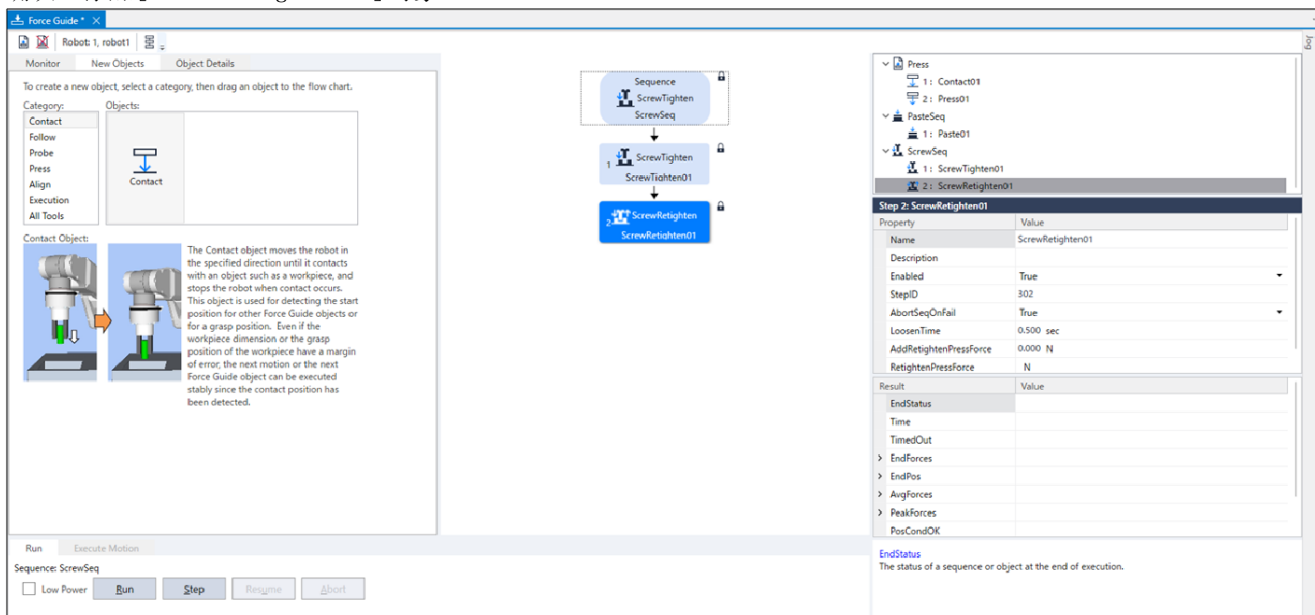 Force Guide *
Robot: 1, robot1
Jog
Monitor
New Objects
Object Details
To create a new object, select a category, then drag an object to the flow chart.
Category:
Objects:
Contact
Follow
Probe
Press
Align
Execution
All Tools
Contact
Contact Object:
The Contact object moves the robot in
the specified direction until it contacts
with an object such as a workpiece, and
stops the robot when contact occurs.
This object is used for detecting the start
position for other Force Guide objects or
for a grasp position. Even if the
workpiece dimension or the grasp
position of the workpiece have a margin
of error, the next motion or the next
Force Guide object can be executed
stably since the contact position has
been detected.
Sequence
ScrewTighten
ScrewSeq
1
ScrewTighten
ScrewTighten01
2
ScrewRetighten
ScrewRetighten01
Press
1: Contact01
2: Press01
PasteSeq
1: Paste01
ScrewSeq
1: ScrewTighten01
2: ScrewRetighten01
Step 2: ScrewRetighten01
Property Value
Name ScrewRetighten01
Description
Enabled True
StepID 302
AbortSeqOnFail True
LoosenTime 0.500 sec
AddRetightenPressForce 0.000 N
RetightenPressForce N
Result Value
EndStatus
Time
TimedOut
EndForces
EndPos
AvgForces
PeakForces
PosCondOK
EndStatus
The status of a sequence or object at the end of execution.
Run
Execute Motion
Sequence: ScrewSeq
Low Power
Run
Step
Resume
Abort